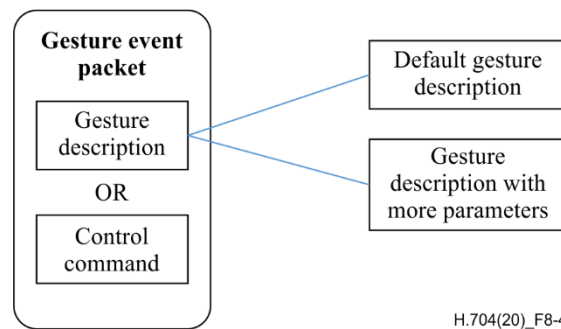 Gesture event
packet
Gesture
description
OR
Control
command
Default gesture
description
Gesture
description with
more parameters
H.704(20)_F8-4